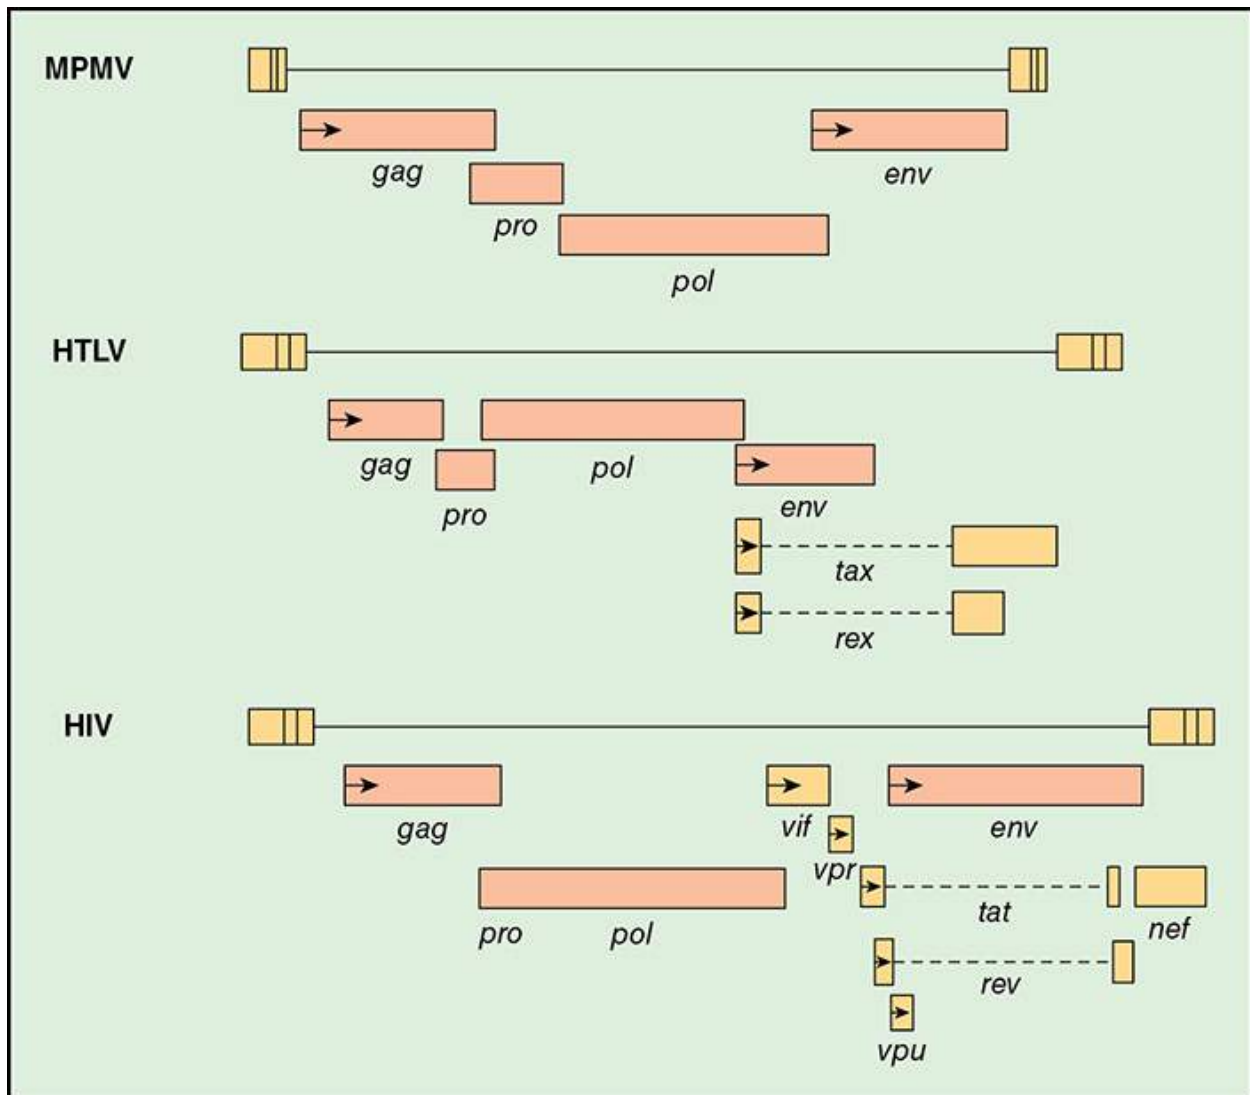 MPMV
gag
env
pro
pol
HTLV
gag
pol
pro
env
tax
rex
HIV
gag
vif
env
vpr
tat
nef
pro
pol
rev
vpu